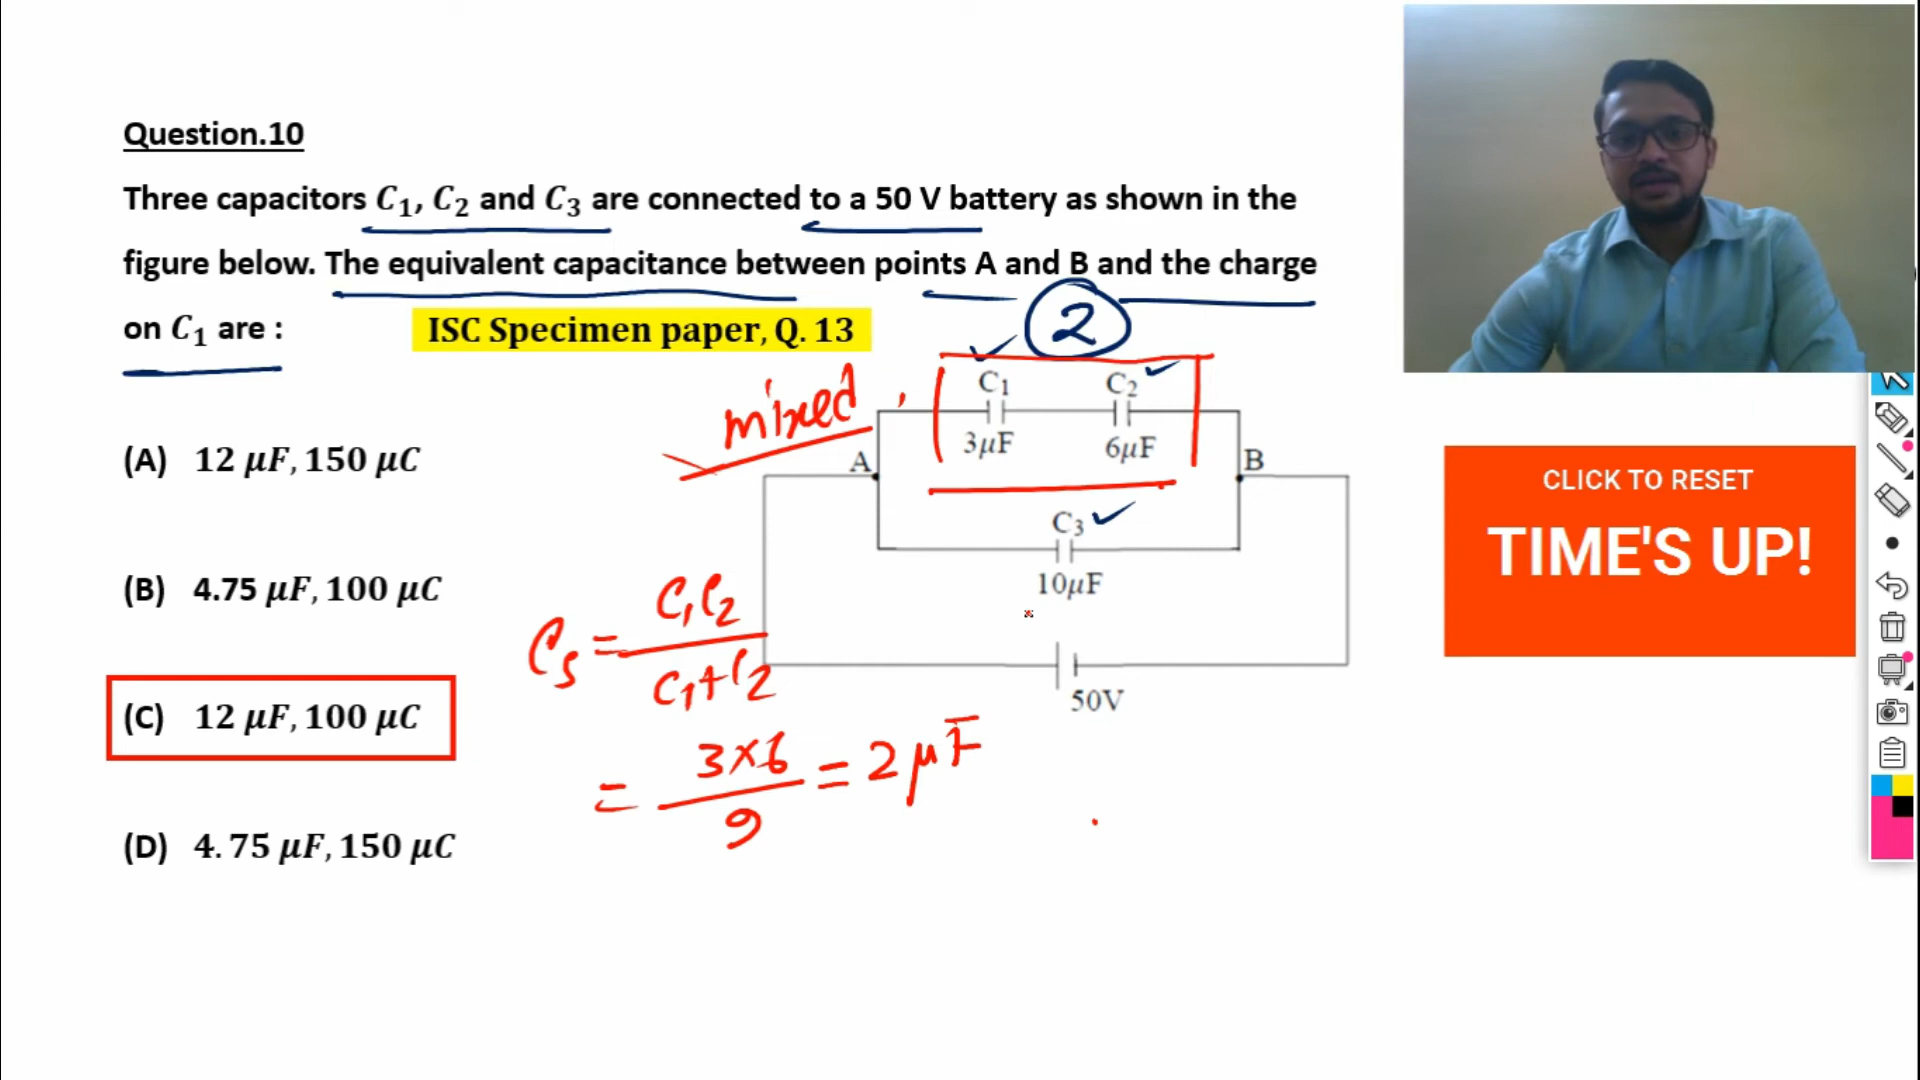 Question.10
Three capacitors C₁, C₂ and C₃ are connected to a 50 V battery as shown in the
figure below. The equivalent capacitance between points A and B and the charge
on C₁ are :
ISC Specimen paper, Q. 13
2
mixed
C₁ C₂
3μF 6μF
A B
C₃
10μF
50V
(A) 12 μF, 150 μC
(B) 4.75 μF, 100 μC
(C) 12 μF, 100 μC
(D) 4.75 μF, 150 μC
Cₛ = C₁C₂ / C₁+C₂
= 3×6 / 9 = 2μF
CLICK TO RESET
TIME'S UP!